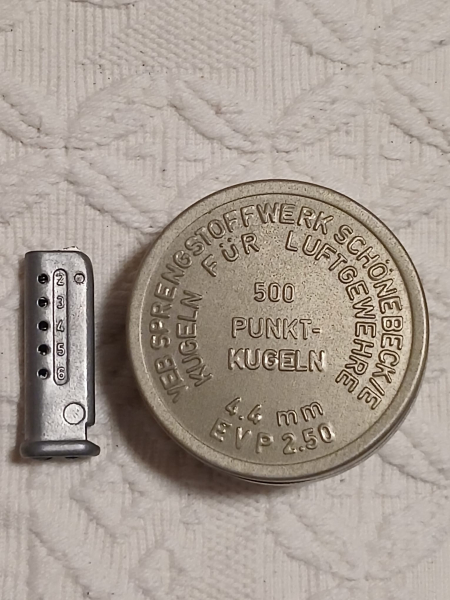 2
3
4
5
6
VEB SPRENGSTOFFWERK SCHÖNEBECK/E
KUGELN FÜR LUFTGEWEHRE
500
PUNKT-
KUGELN
4.4 mm
EVP 2.50